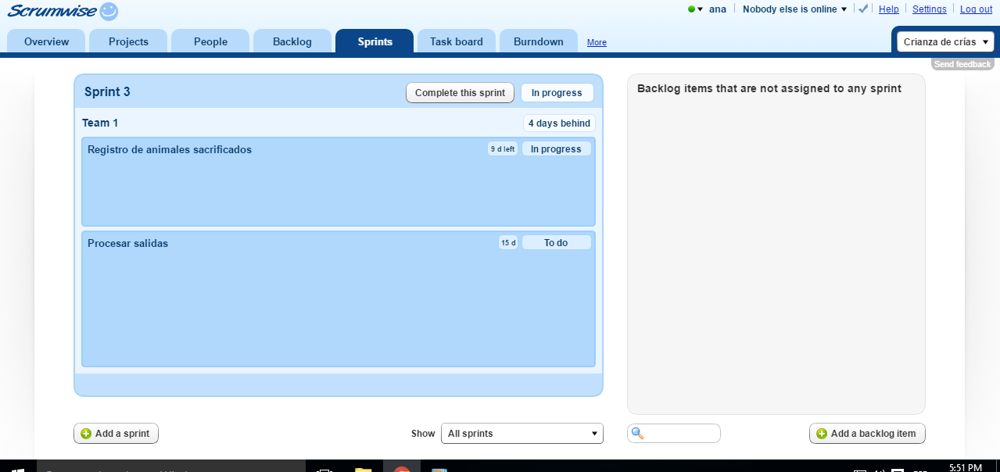 Scrumwise
ana Nobody else is online Help Settings Log out
Overview Projects People Backlog Sprints Task board Burndown More
Crianza de crías
Send feedback
Sprint 3 Complete this sprint In progress
Team 1 4 days behind
Registro de animales sacrificados 9 d left In progress
Procesar salidas 15 d To do
Backlog items that are not assigned to any sprint
Add a sprint Show All sprints Add a backlog item
5:51 PM